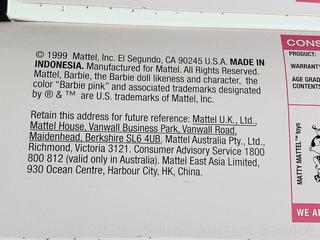 © 1999 Mattel, Inc. El Segundo, CA 90245 U.S.A. MADE IN
INDONESIA. Manufactured for Mattel. All Rights Reserved.
Mattel, Barbie, the Barbie doll likeness and character, the
color "Barbie pink" and associated trademarks designated
by ® & ™ are U.S. trademarks of Mattel, Inc.
Retain this address for future reference: Mattel U.K., Ltd.,
Mattel House, Vanwall Business Park, Vanwall Road,
Maidenhead, Berkshire SL6 4UB. Mattel Australia Pty., Ltd.,
Richmond, Victoria 3121. Consumer Advisory Service 1800
800 812 (valid only in Australia). Mattel East Asia Limited,
930 Ocean Centre, Harbour City, HK, China.
CONS
PRODUCT:
WARRANTY
AGE GRAD
CONTENTS
MATTY MATTEL™ toys
WE A